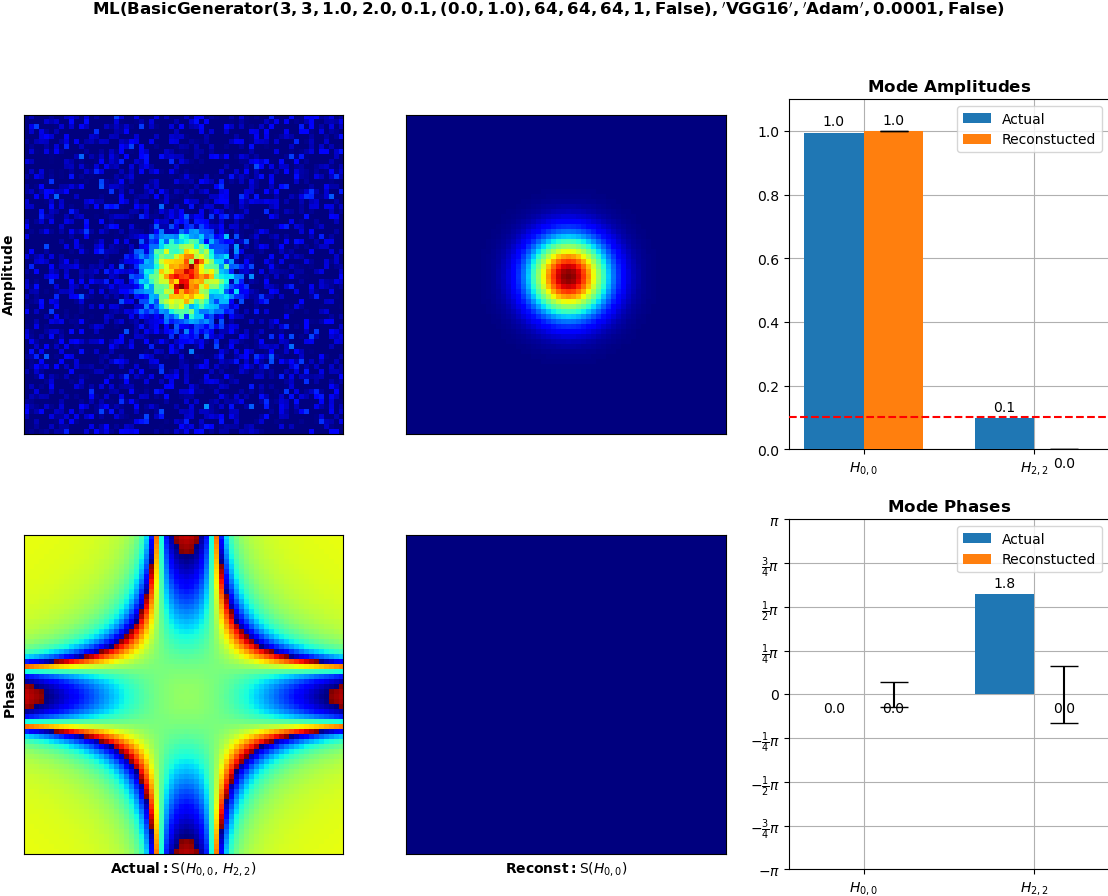 ML(BasicGenerator(3, 3, 1.0, 2.0, 0.1, (0.0, 1.0), 64, 64, 64, 1, False), ′VGG16′, ′Adam′, 0.0001, False)
Amplitude
Mode Amplitudes
Actual
Reconstucted
1.0
1.0
0.1
0.0
1.0
0.8
0.6
0.4
0.2
0.0
H0,0
H2,2
Phase
Actual: S(H0,0, H2,2)
Reconst: S(H0,0)
Mode Phases
Actual
Reconstucted
0.0
0.0
1.8
0.0
π
3/4π
1/2π
1/4π
0
−1/4π
−1/2π
−3/4π
−π
H0,0
H2,2